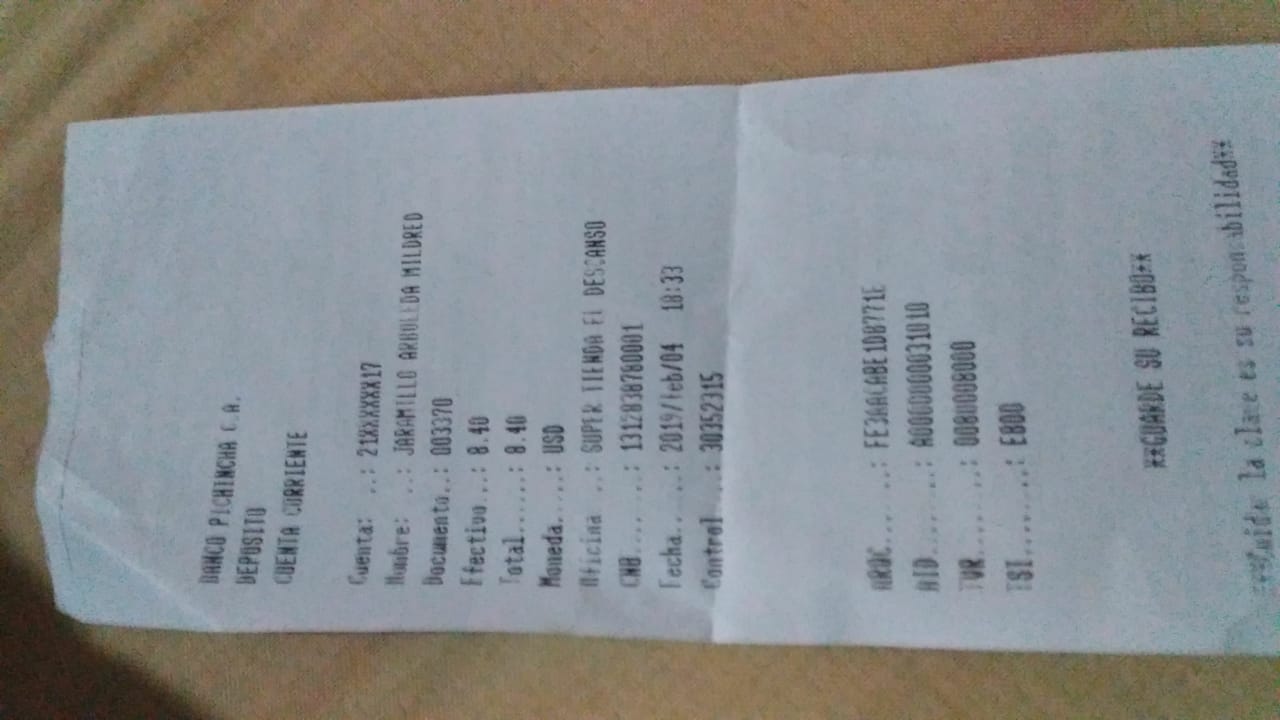 BANCO PICHINCHA C.A.
DEPOSITO
CUENTA CORRIENTE
Cuenta: ..: 21XXXXXX17
Nombre: ..: JARAMILLO ARBOLEDA MILDRED
Documento..: 003370
Efectivo...: 8.40
Total......: 8.40
Moneda.....: USD
Oficina ..: SUPER TIENDA EL DESCANSO
CNB........: 1312838780001
Fecha......: 2019/feb/04 18:33
Control ...: 30352315
ARQC.......: FE3AACABE1D8771E
AID........: A0000000031010
TVR........: 0080008000
TSI........: E800
**GUARDE SU RECIBO**
**Cuide la clave es su responsabilidad**